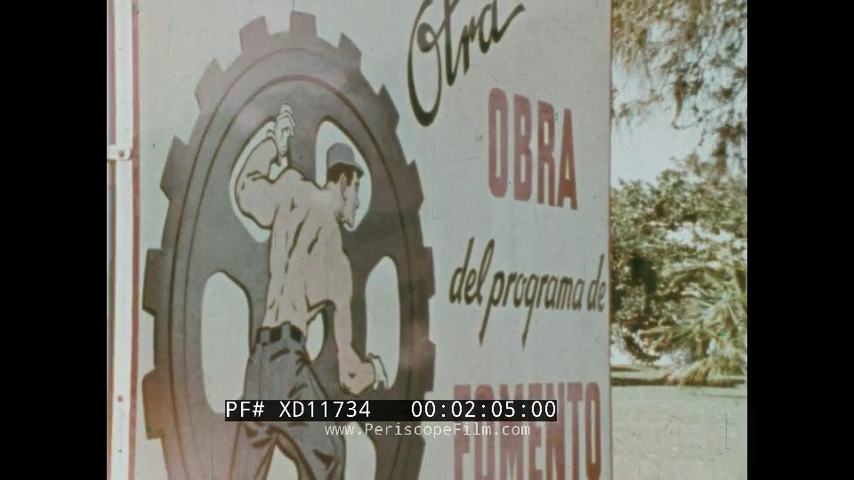 Otra
OBRA
del programa de
FOMENTO
PF# XD11734 00:02:05:00
www.PeriscopeFilm.com